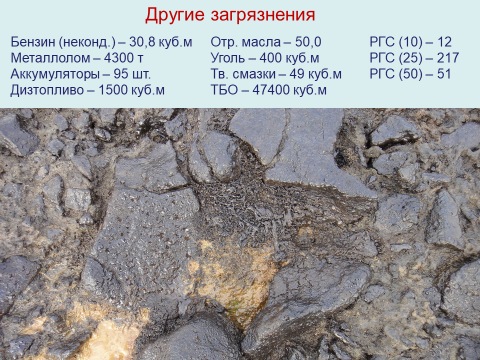 Другие загрязнения
Бензин (неконд.) – 30,8 куб.м
Металлолом – 4300 т
Аккумуляторы – 95 шт.
Дизтопливо – 1500 куб.м
Отр. масла – 50,0
Уголь – 400 куб.м
Тв. смазки – 49 куб.м
ТБО – 47400 куб.м
РГС (10) – 12
РГС (25) – 217
РГС (50) – 51